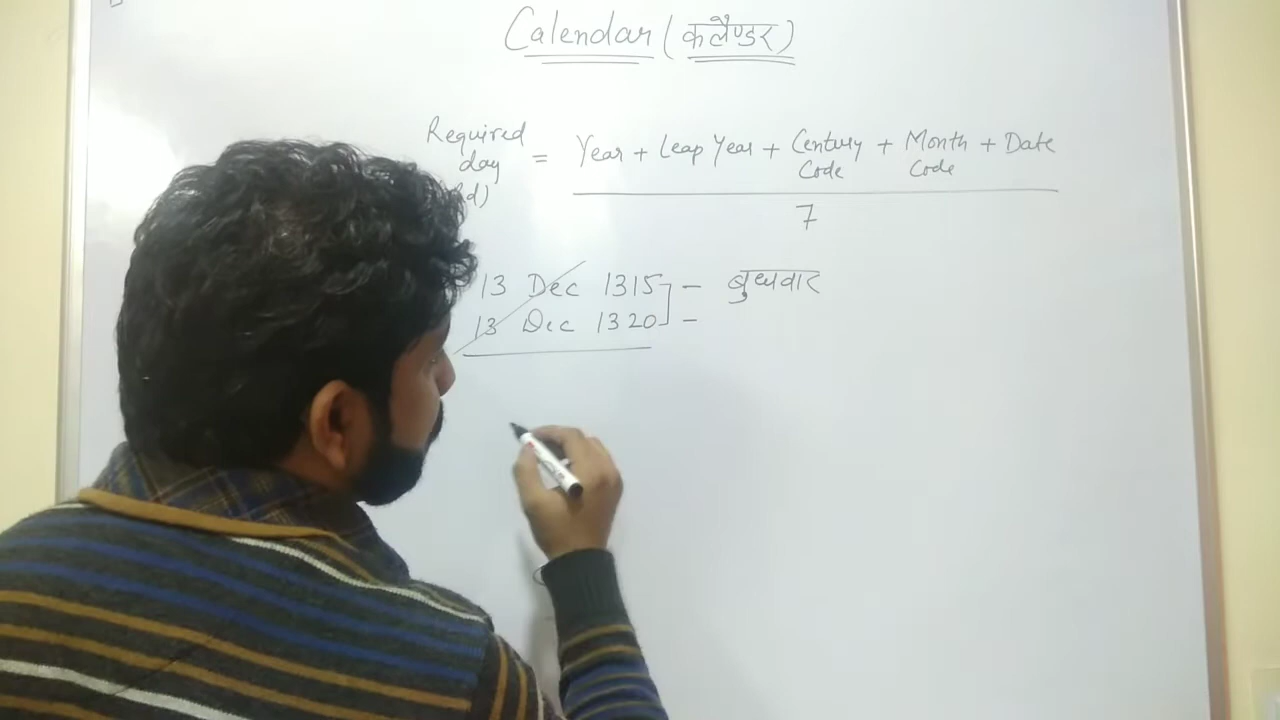 Calendar (कलैण्डर)
Required day = Year + Leap Year + Century Code + Month Code + Date
7
13 Dec 1315 - बुधवार
13 Dec 1320 -